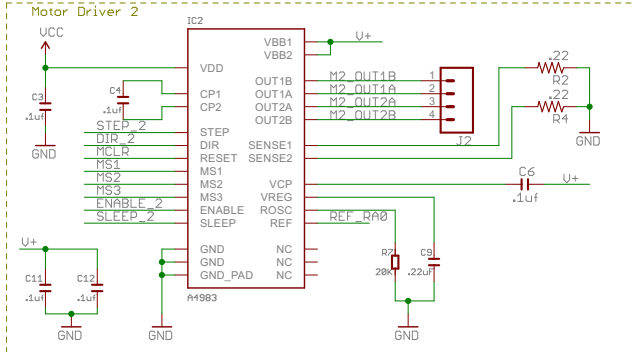 Motor Driver 2
IC2
VCC
V+
VBB1
VBB2
VDD
.22
R2
C4
.1uf
CP1
CP2
OUT1B
OUT1A
OUT2A
OUT2B
M2_OUT1B
M2_OUT1A
M2_OUT2A
M2_OUT2B
1
2
3
4
J2
.22
R4
C3
.1uf
GND
GND
STEP_2
DIR_2
MCLR
MS1
MS2
MS3
ENABLE_2
SLEEP_2
STEP
DIR
RESET
MS1
MS2
MS3
ENABLE
SLEEP
SENSE1
SENSE2
VCP
VREG
ROSC
REF
REF_RA0
C6
.1uf
V+
V+
C11
.1uf
C12
.1uf
GND
GND
GND
GND
GND_PAD
NC
NC
NC
A4983
R7
20K
C9
.22uF
GND